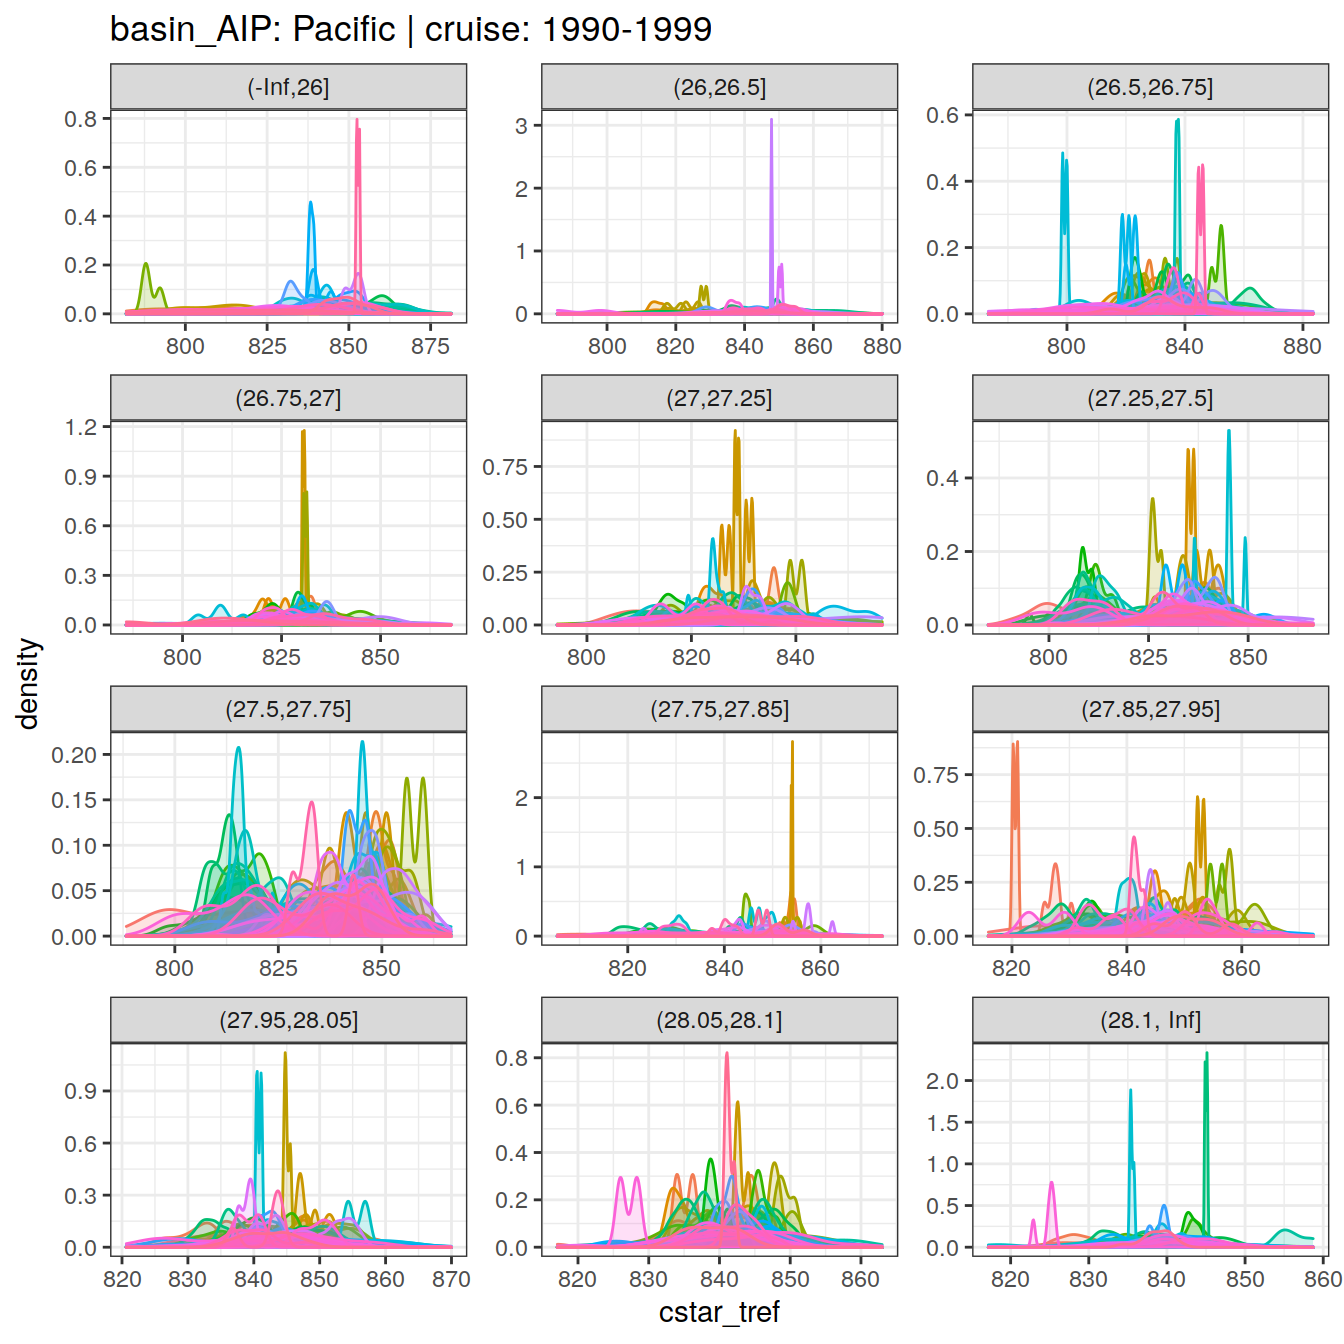 basin_AIP: Pacific | cruise: 1990-1999
(-Inf,26] (26,26.5] (26.5,26.75]
0.8 0.6 0.4 0.2 0.0
800 825 850 875
3 2 1 0
800 820 840 860 880
0.6 0.4 0.2 0.0
800 840 880
(26.75,27] (27,27.25] (27.25,27.5]
1.2 0.9 0.6 0.3 0.0
800 825 850
0.75 0.50 0.25 0.00
800 820 840
0.4 0.2 0.0
800 825 850
density
(27.5,27.75] (27.75,27.85] (27.85,27.95]
0.20 0.15 0.10 0.05 0.00
800 825 850
2 1 0
820 840 860
0.75 0.50 0.25 0.00
820 840 860
(27.95,28.05] (28.05,28.1] (28.1, Inf]
0.9 0.6 0.3 0.0
820 830 840 850 860 870
0.8 0.6 0.4 0.2 0.0
820 830 840 850 860
2.0 1.5 1.0 0.5 0.0
820 830 840 850 860
cstar_tref